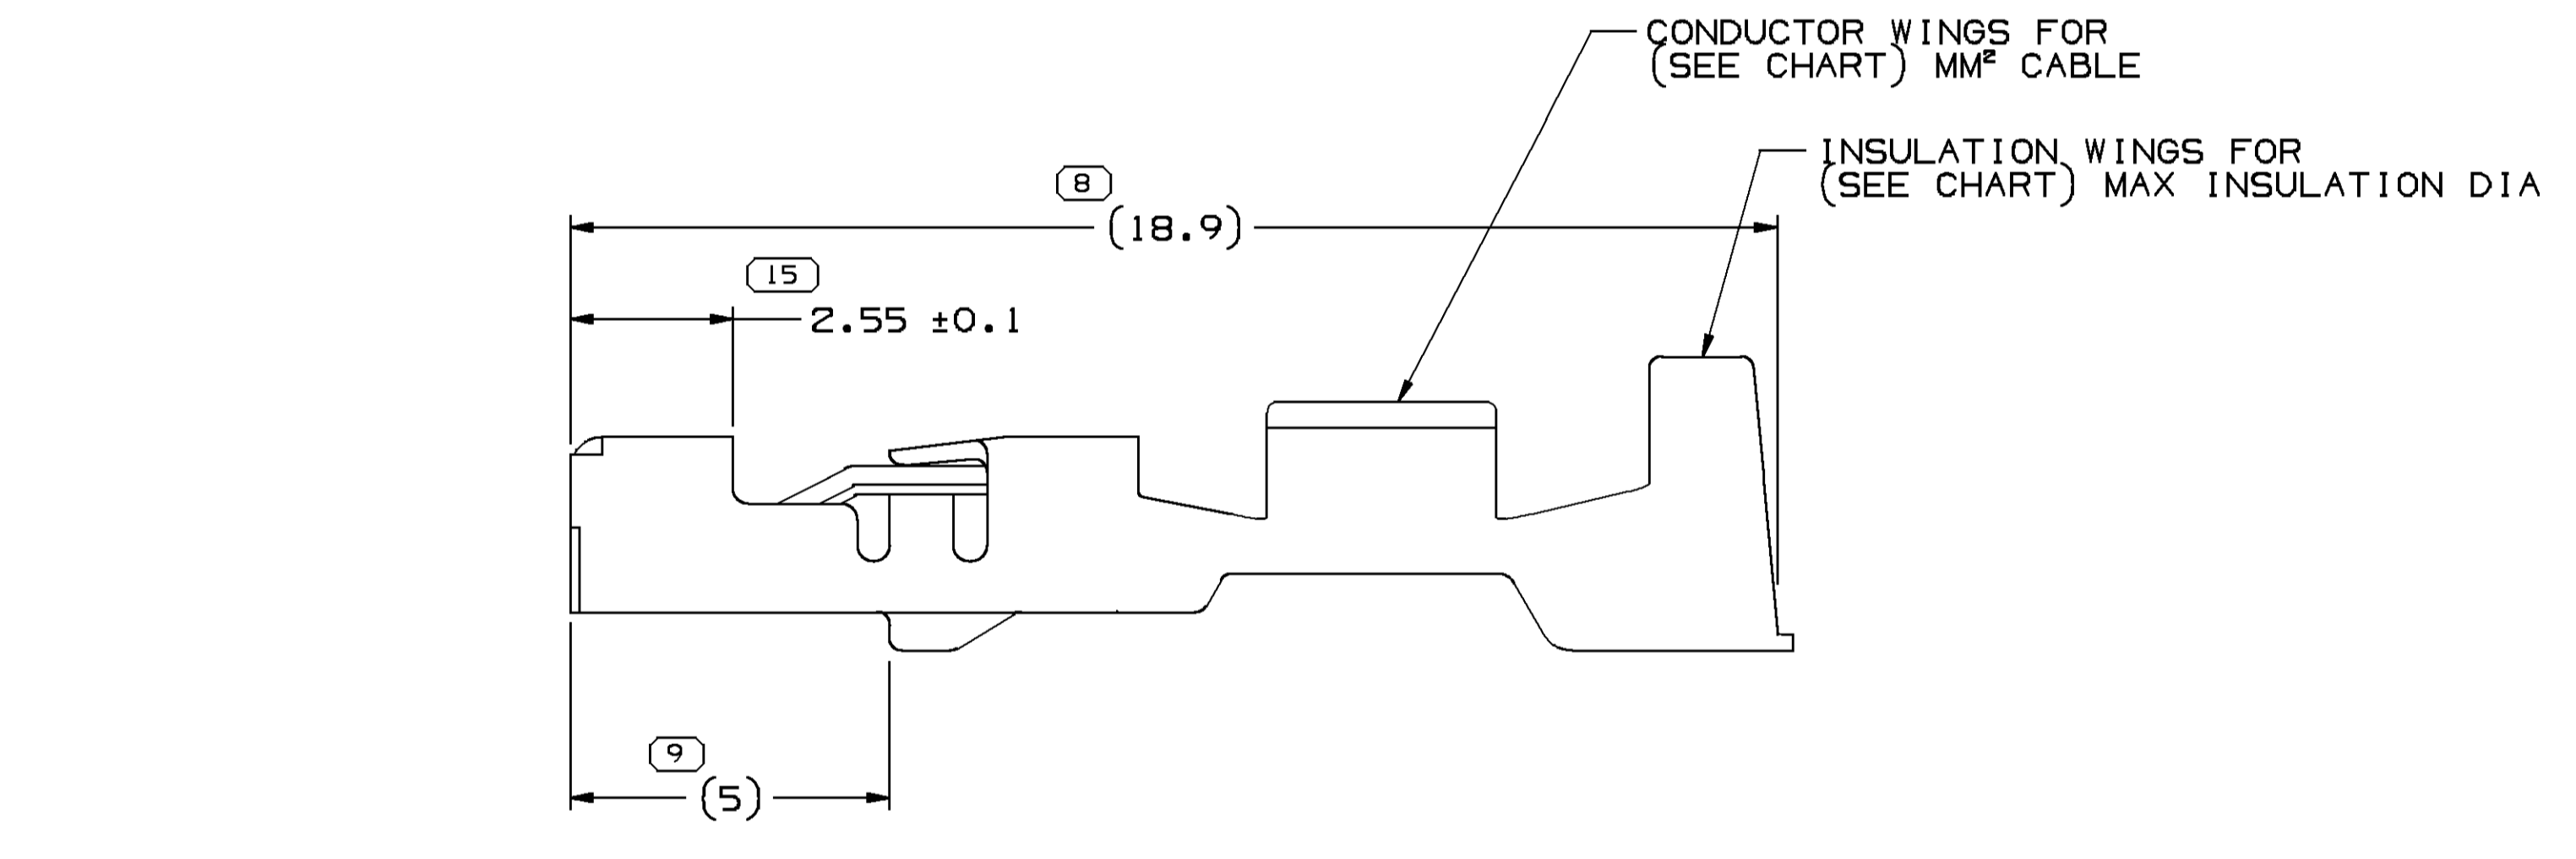 CONDUCTOR WINGS FOR
(SEE CHART) MM² CABLE
INSULATION WINGS FOR
(SEE CHART) MAX INSULATION DIA
8
(18.9)
15
2.55 ±0.1
9
(5)